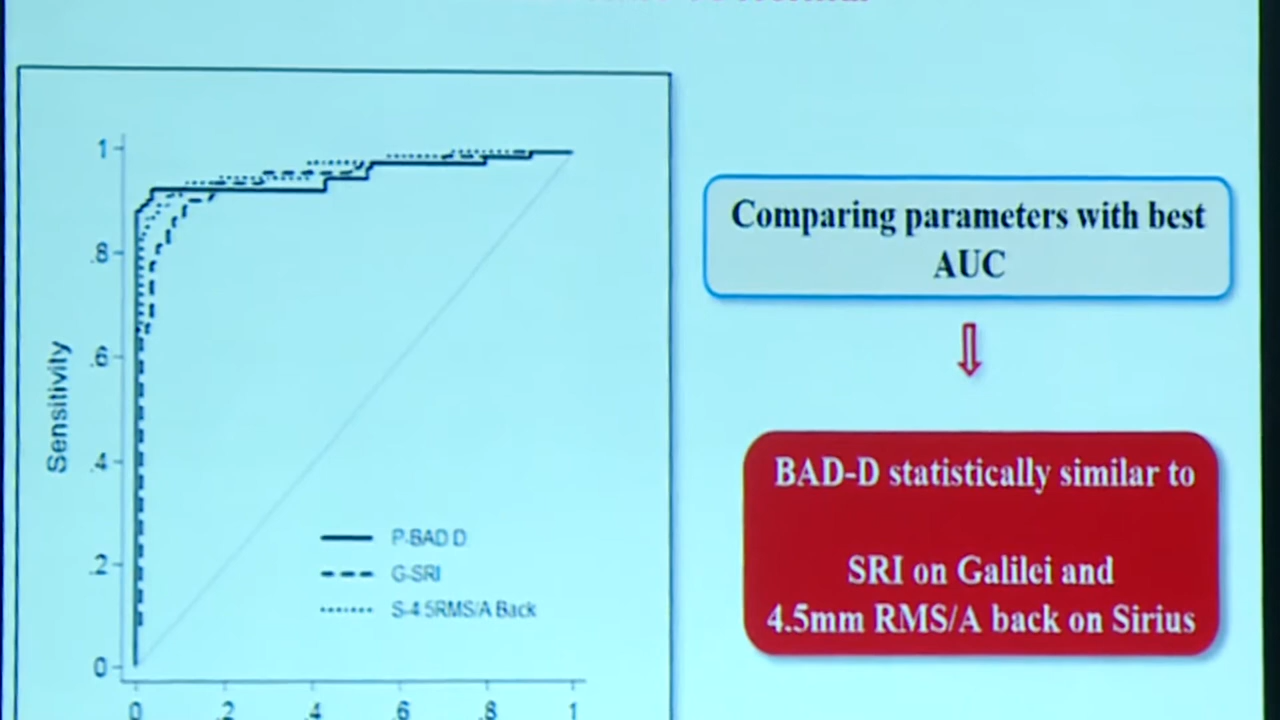 1
.8
.6
.4
.2
0
Sensitivity
P-BAD D
G-SRI
S-4 5RMS/A Back
0 .2 .4 .6 .8 1
Comparing parameters with best
AUC
BAD-D statistically similar to
SRI on Galilei and
4.5mm RMS/A back on Sirius